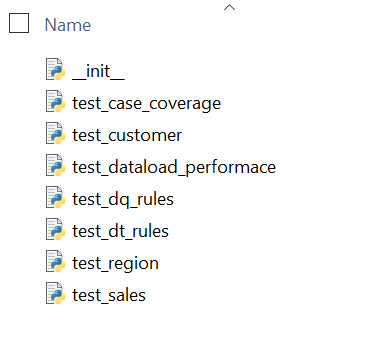 Name
__init__
test_case_coverage
test_customer
test_dataload_performace
test_dq_rules
test_dt_rules
test_region
test_sales